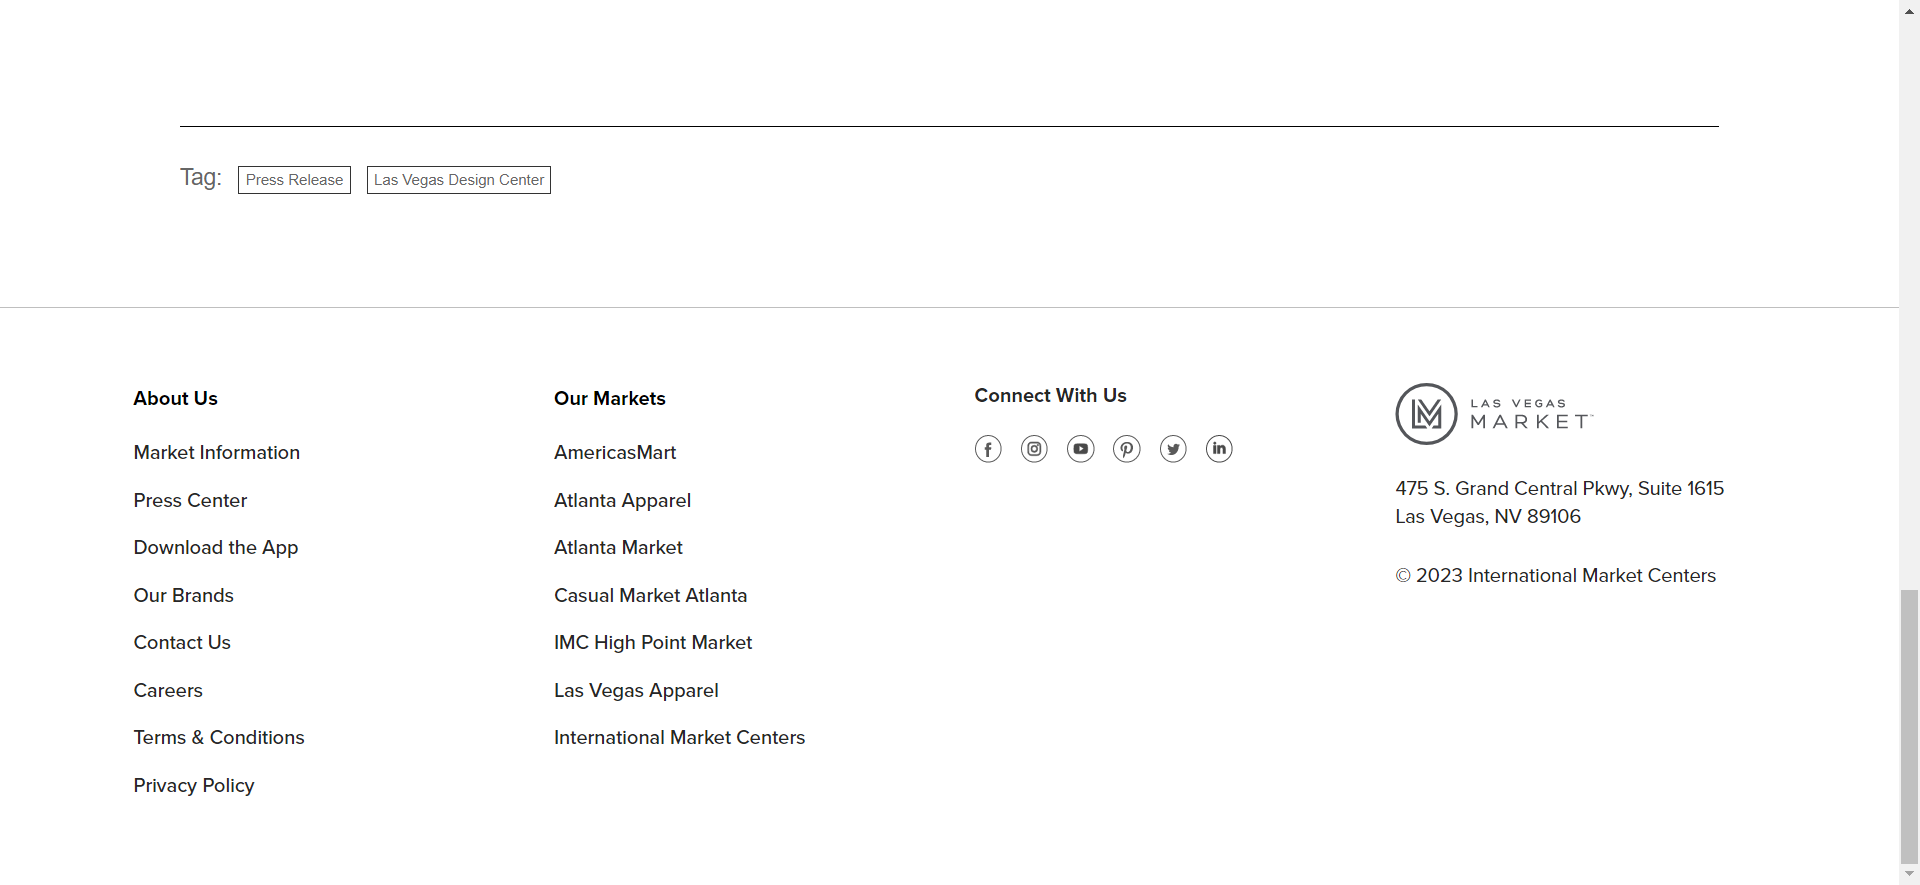 Tag: Press Release Las Vegas Design Center
About Us
Market Information
Press Center
Download the App
Our Brands
Contact Us
Careers
Terms & Conditions
Privacy Policy
Our Markets
AmericasMart
Atlanta Apparel
Atlanta Market
Casual Market Atlanta
IMC High Point Market
Las Vegas Apparel
International Market Centers
Connect With Us
LAS VEGAS
MARKET™
475 S. Grand Central Pkwy, Suite 1615
Las Vegas, NV 89106
© 2023 International Market Centers